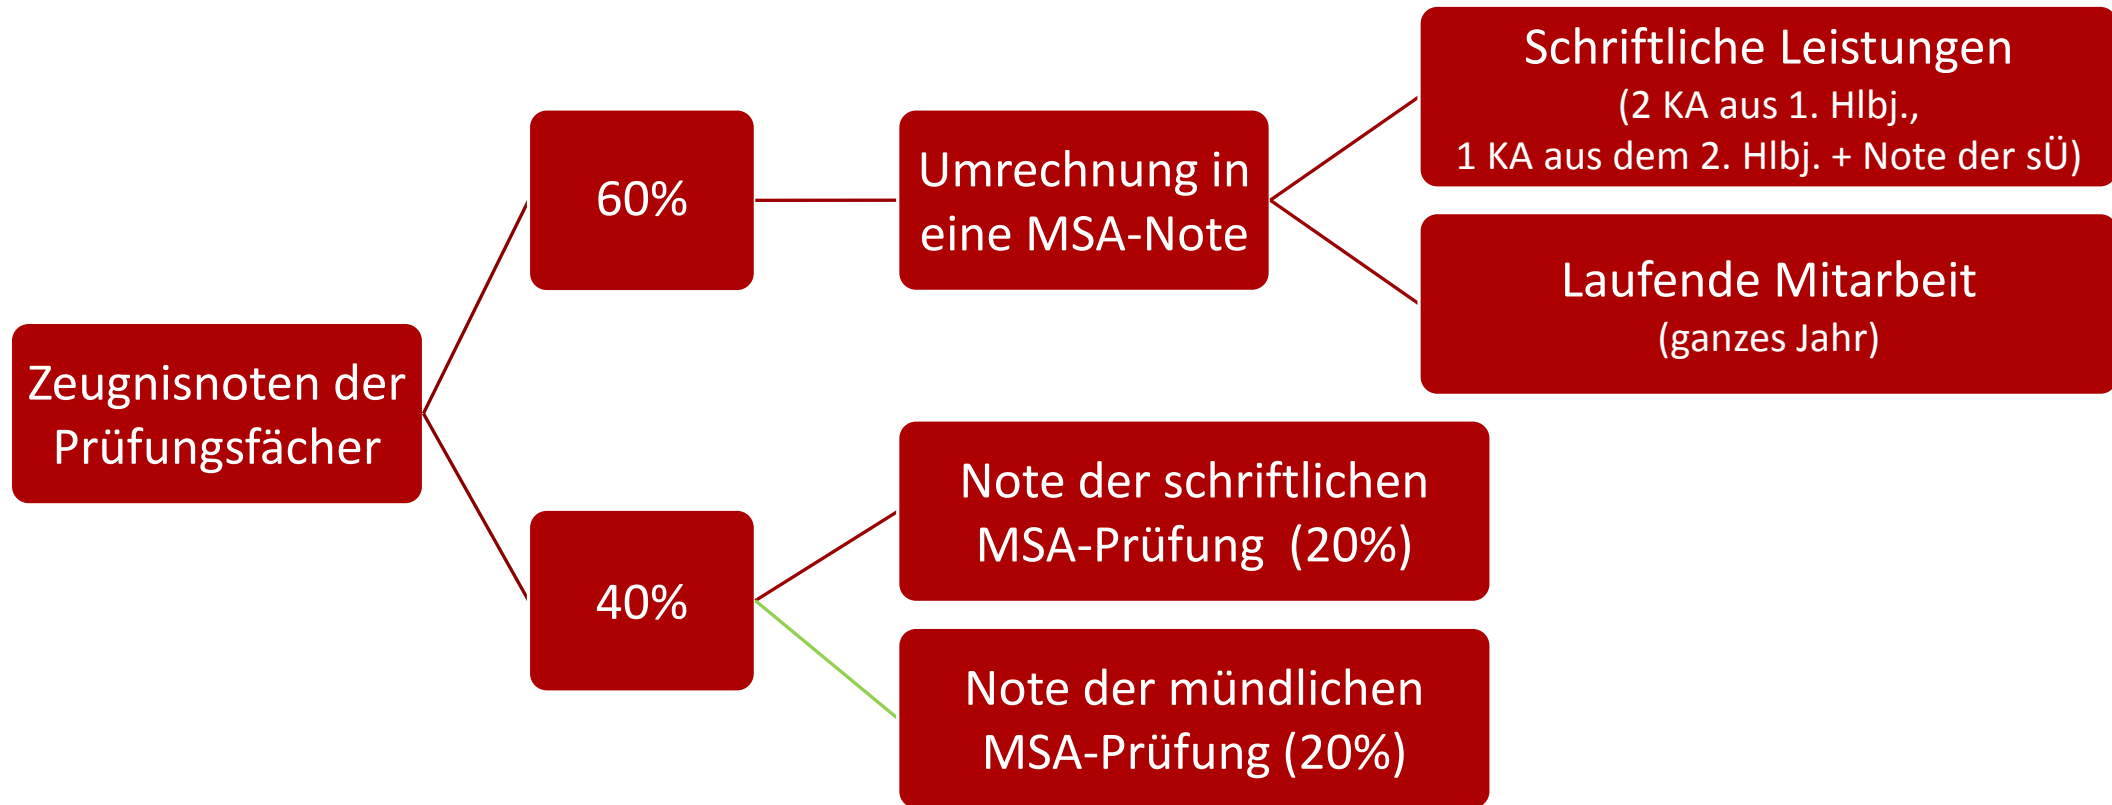 Zeugnisnoten der
Prüfungsfächer
60%
Umrechnung in
eine MSA-Note
Schriftliche Leistungen
(2 KA aus 1. Hlbj.,
1 KA aus dem 2. Hlbj. + Note der sÜ)
Laufende Mitarbeit
(ganzes Jahr)
40%
Note der schriftlichen
MSA-Prüfung  (20%)
Note der mündlichen
MSA-Prüfung (20%)